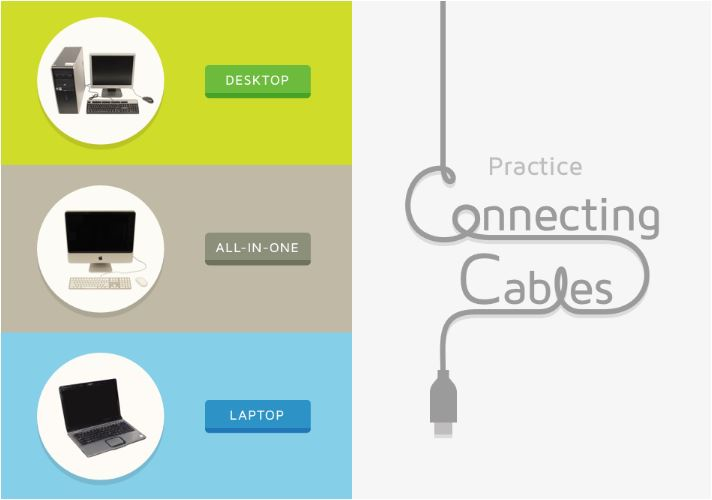 DESKTOP
ALL-IN-ONE
LAPTOP
Practice
Connecting
Cables